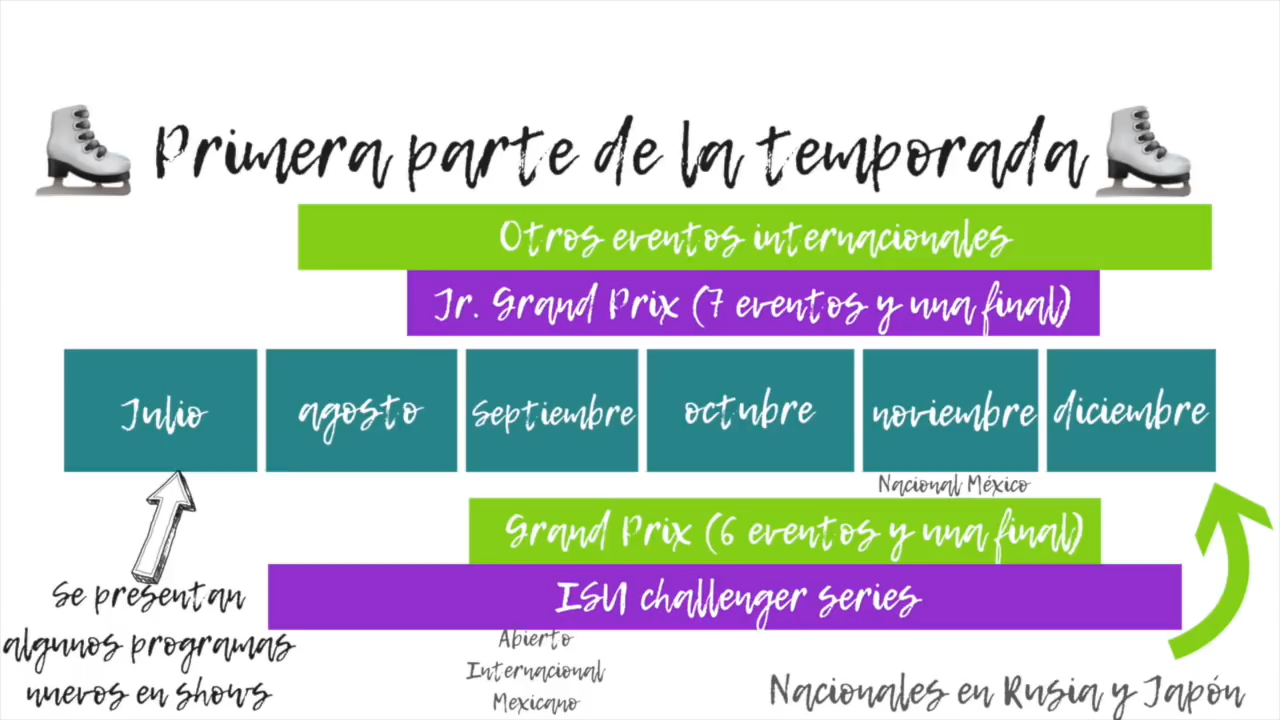 Primera parte de la temporada
Otros eventos internacionales
Jr. Grand Prix (7 eventos y una final)
Julio
agosto
septiembre
octubre
noviembre
diciembre
Nacional México
Grand Prix (6 eventos y una final)
ISU challenger series
Se presentan
algunos programas
nuevos en shows
Abierto
Internacional
Mexicano
Nacionales en Rusia y Japón